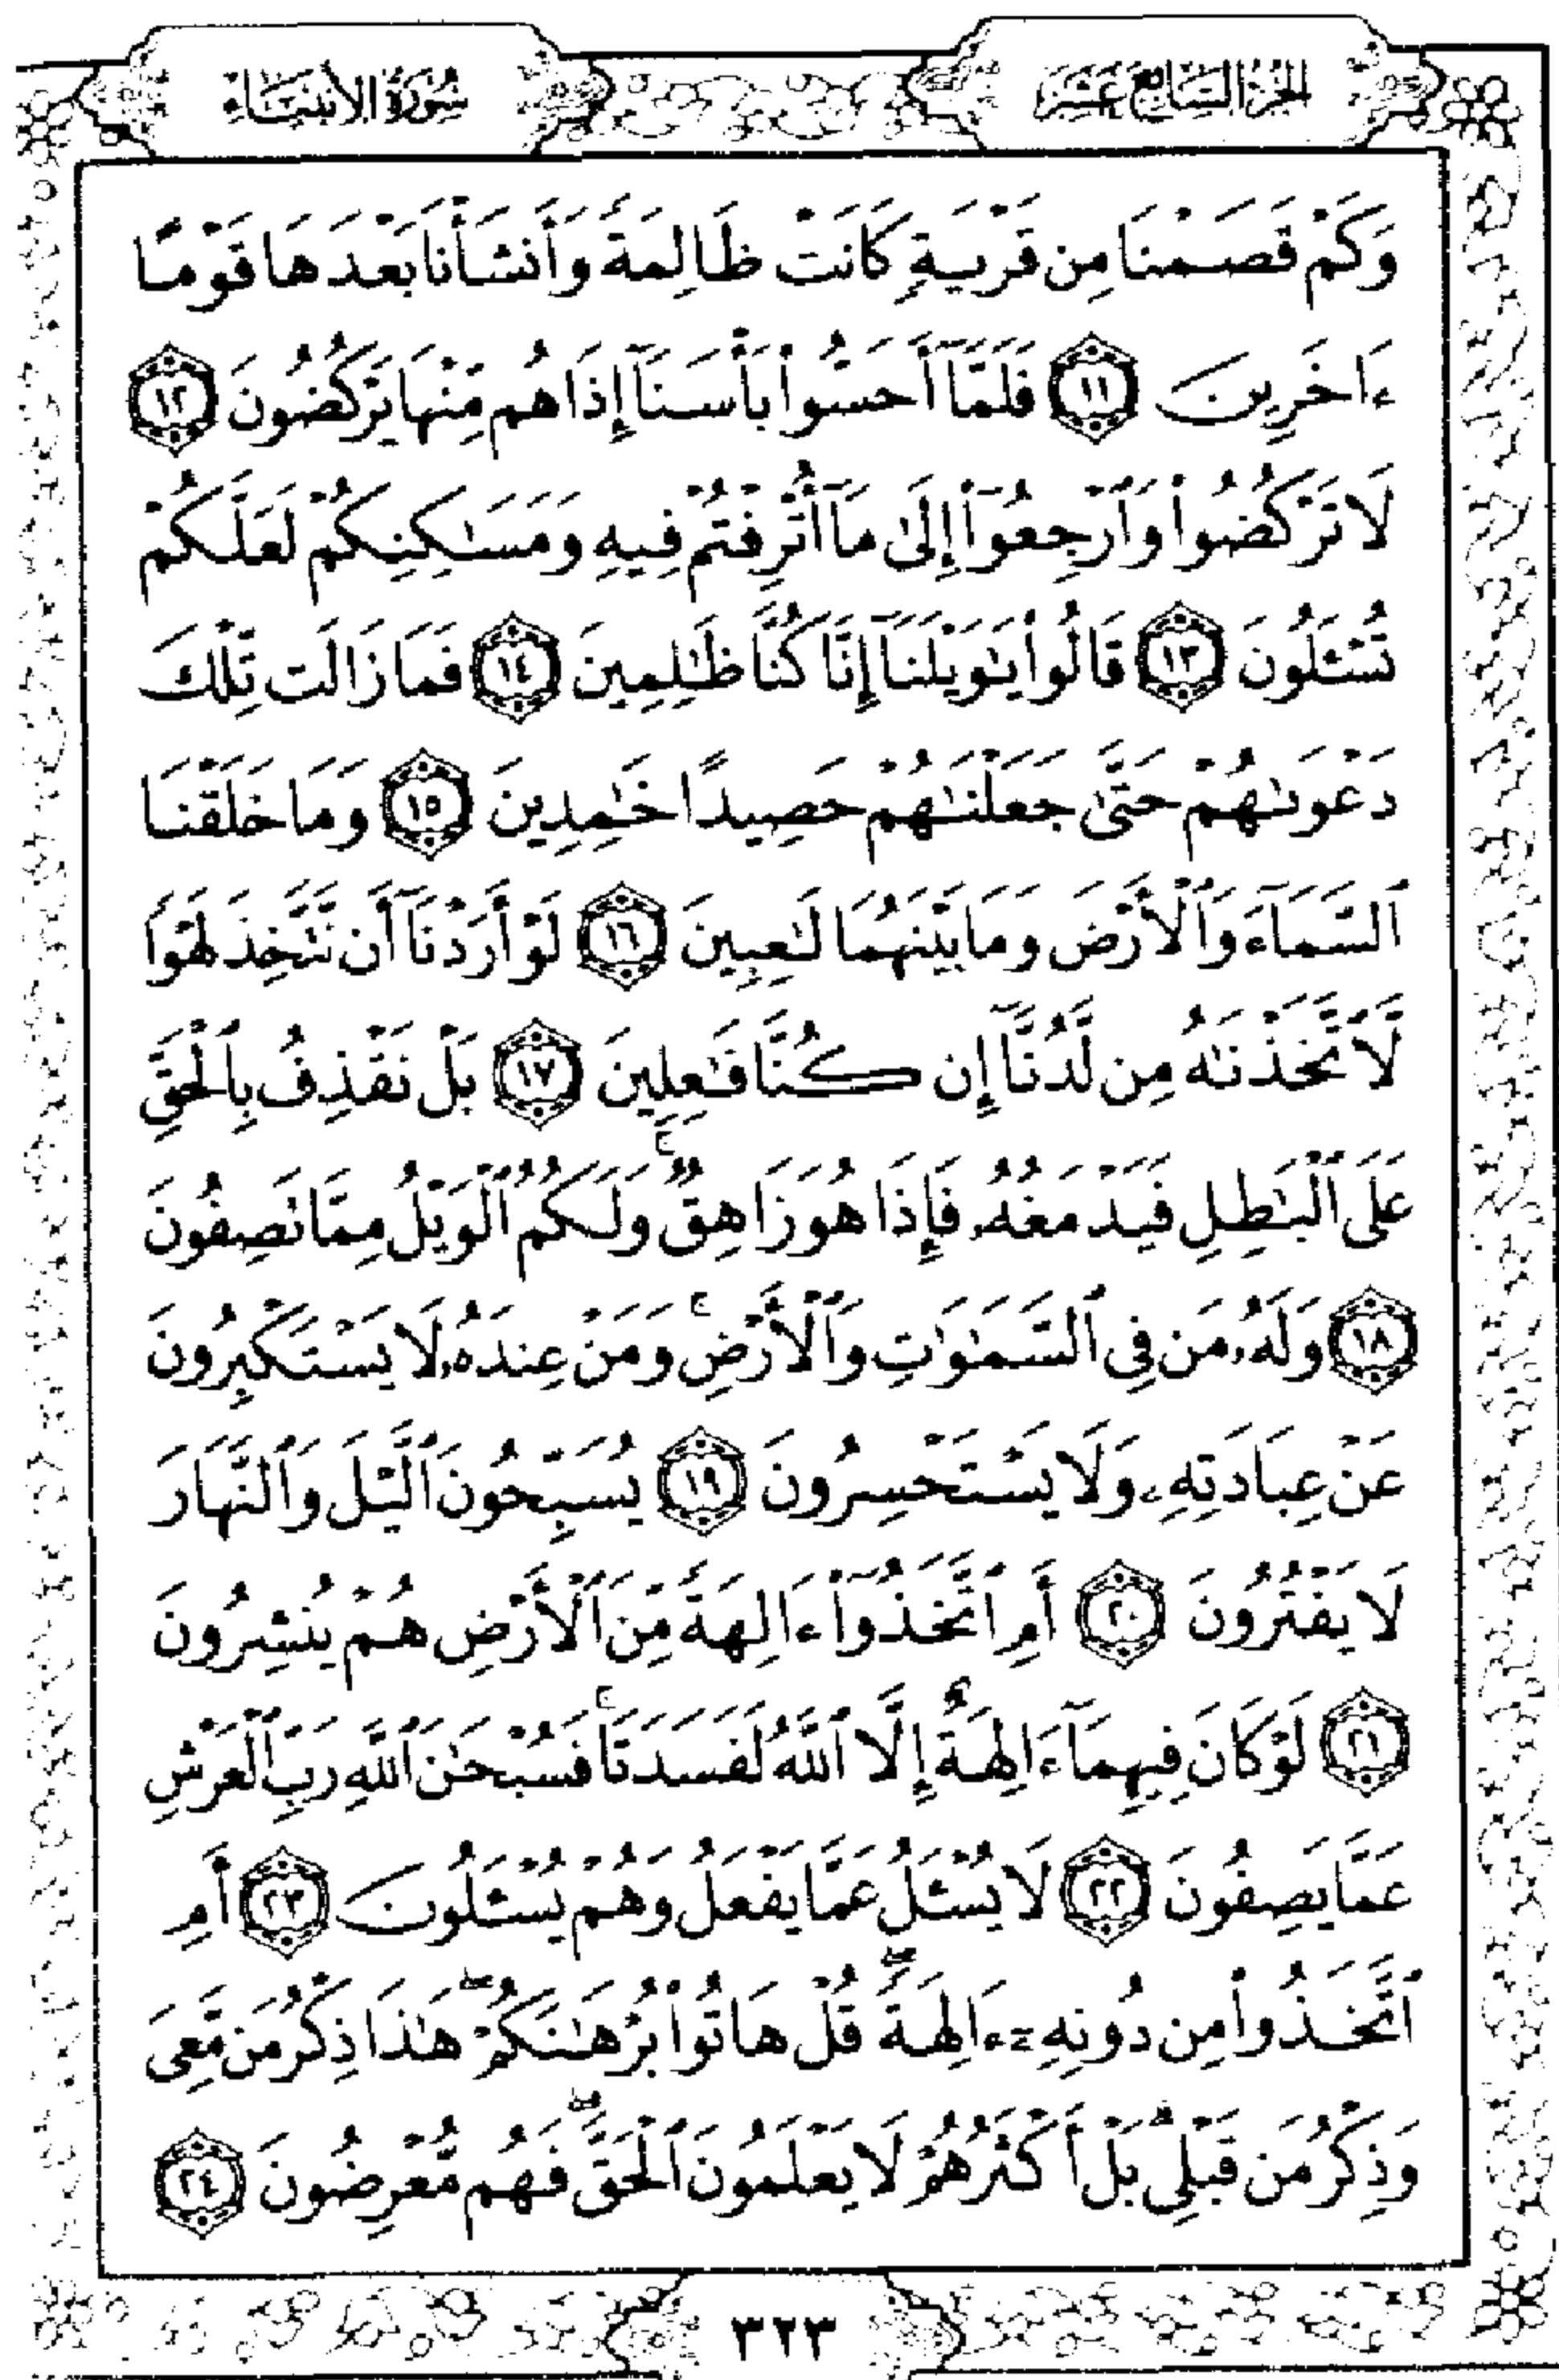 الجزء السابع عشر
سورة الأنبياء
وَكَمْ قَصَمْنَا مِن قَرْيَةٍ كَانَتْ ظَالِمَةً وَأَنشَأْنَا بَعْدَهَا قَوْمًا
ءَاخَرِينَ ١١ فَلَمَّآ أَحَسُّوا۟ بَأْسَنَآ إِذَا هُم مِّنْهَا يَرْكُضُونَ ١٢
لَا تَرْكُضُوا۟ وَٱرْجِعُوٓا۟ إِلَىٰ مَآ أُتْرِفْتُمْ فِيهِ وَمَسَٰكِنِكُمْ لَعَلَّكُمْ
تُسْـَٔلُونَ ١٣ قَالُوا۟ يَٰوَيْلَنَآ إِنَّا كُنَّا ظَٰلِمِينَ ١٤ فَمَا زَالَت تِّلْكَ
دَعْوَىٰهُمْ حَتَّىٰ جَعَلْنَٰهُمْ حَصِيدًا خَٰمِدِينَ ١٥ وَمَا خَلَقْنَا
ٱلسَّمَآءَ وَٱلْأَرْضَ وَمَا بَيْنَهُمَا لَٰعِبِينَ ١٦ لَوْ أَرَدْنَآ أَن نَّتَّخِذَ لَهْوًا
لَّٱتَّخَذْنَٰهُ مِن لَّدُنَّآ إِن كُنَّا فَٰعِلِينَ ١٧ بَلْ نَقْذِفُ بِٱلْحَقِّ
عَلَى ٱلْبَٰطِلِ فَيَدْمَغُهُۥ فَإِذَا هُوَ زَاهِقٌ ۚ وَلَكُمُ ٱلْوَيْلُ مِمَّا تَصِفُونَ
١٨ وَلَهُۥ مَن فِى ٱلسَّمَٰوَٰتِ وَٱلْأَرْضِ ۚ وَمَنْ عِندَهُۥ لَا يَسْتَكْبِرُونَ
عَنْ عِبَادَتِهِۦ وَلَا يَسْتَحْسِرُونَ ١٩ يُسَبِّحُونَ ٱلَّيْلَ وَٱلنَّهَارَ
لَا يَفْتُرُونَ ٢٠ أَمِ ٱتَّخَذُوٓا۟ ءَالِهَةً مِّنَ ٱلْأَرْضِ هُمْ يُنشِرُونَ
٢١ لَوْ كَانَ فِيهِمَآ ءَالِهَةٌ إِلَّا ٱللَّهُ لَفَسَدَتَا ۚ فَسُبْحَٰنَ ٱللَّهِ رَبِّ ٱلْعَرْشِ
عَمَّا يَصِفُونَ ٢٢ لَا يُسْـَٔلُ عَمَّا يَفْعَلُ وَهُمْ يُسْـَٔلُونَ ٢٣ أَمِ
ٱتَّخَذُوا۟ مِن دُونِهِۦٓ ءَالِهَةً ۖ قُلْ هَاتُوا۟ بُرْهَٰنَكُمْ ۖ هَٰذَا ذِكْرُ مَن مَّعِىَ
وَذِكْرُ مَن قَبْلِى ۗ بَلْ أَكْثَرُهُمْ لَا يَعْلَمُونَ ٱلْحَقَّ ۖ فَهُم مُّعْرِضُونَ ٢٤
٣٢٣